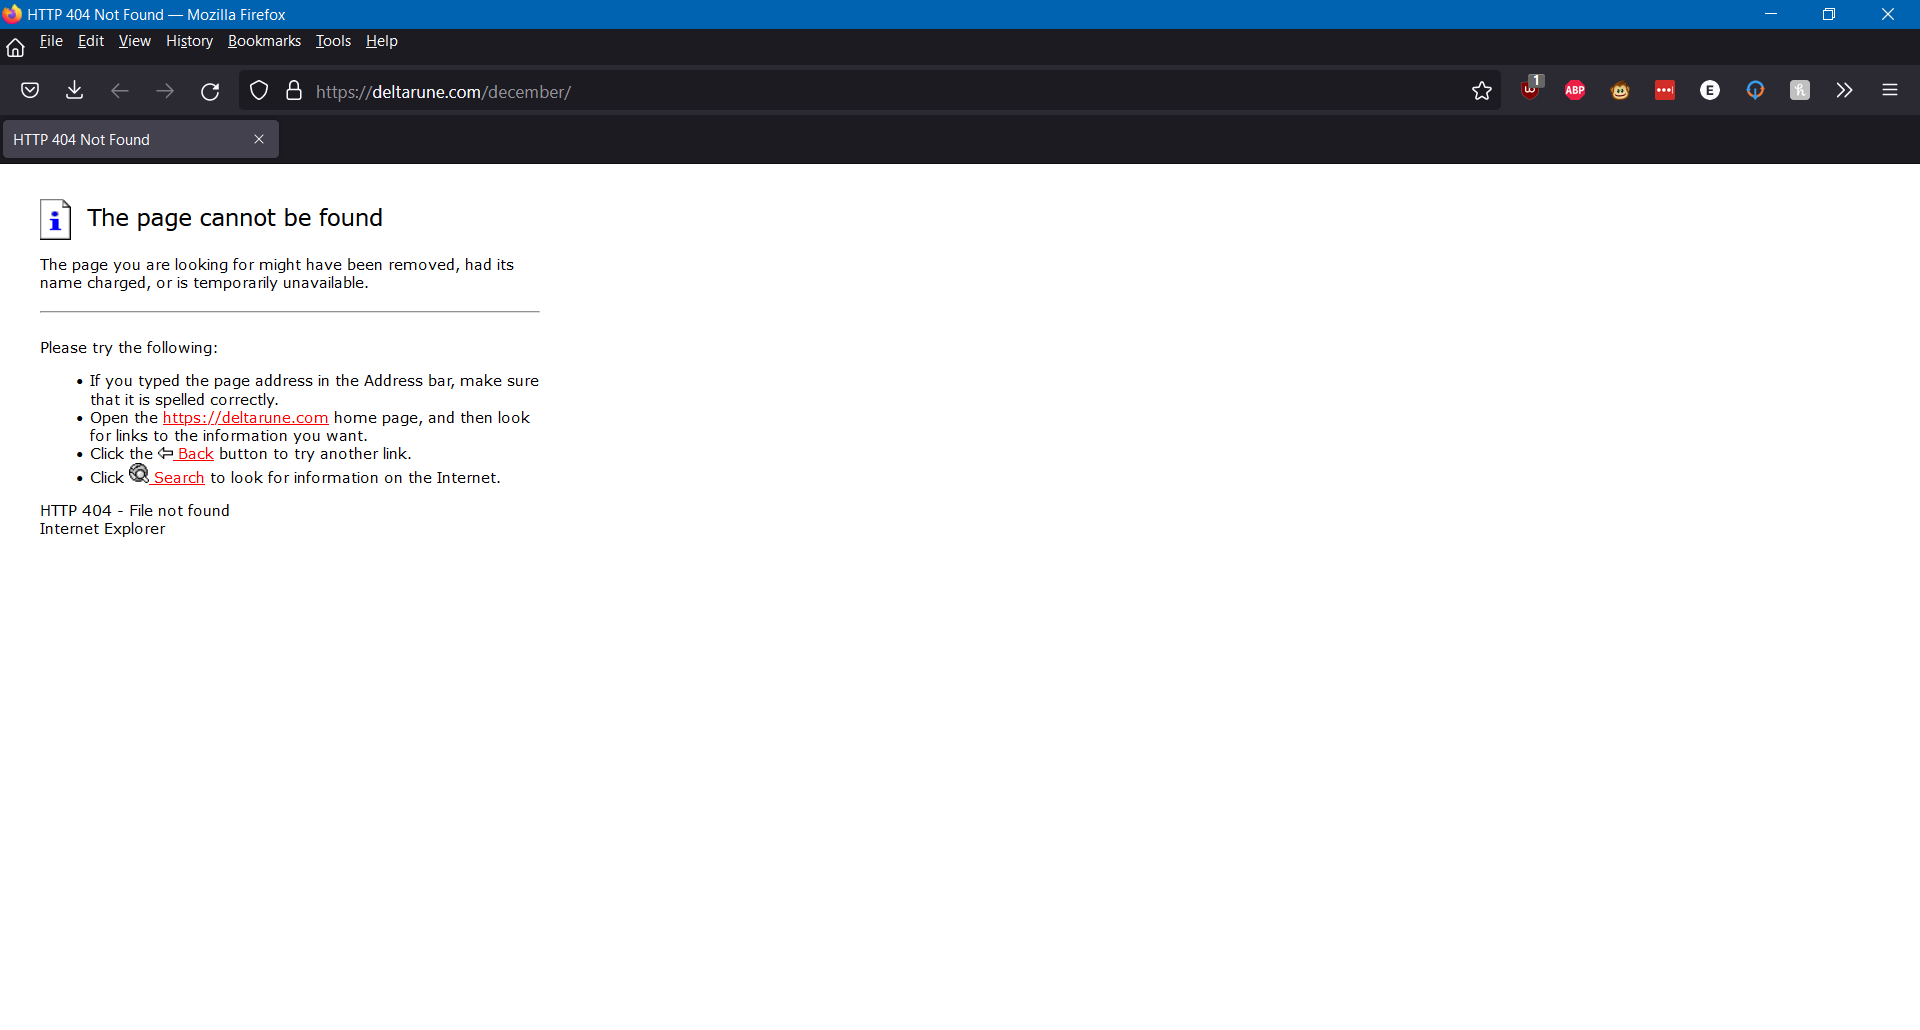 HTTP 404 Not Found — Mozilla Firefox
File Edit View History Bookmarks Tools Help
https://deltarune.com/december/
1
ABP
E
HTTP 404 Not Found
The page cannot be found
The page you are looking for might have been removed, had its
name charged, or is temporarily unavailable.
Please try the following:
• If you typed the page address in the Address bar, make sure
that it is spelled correctly.
• Open the https://deltarune.com home page, and then look
for links to the information you want.
• Click the Back button to try another link.
• Click Search to look for information on the Internet.
HTTP 404 - File not found
Internet Explorer